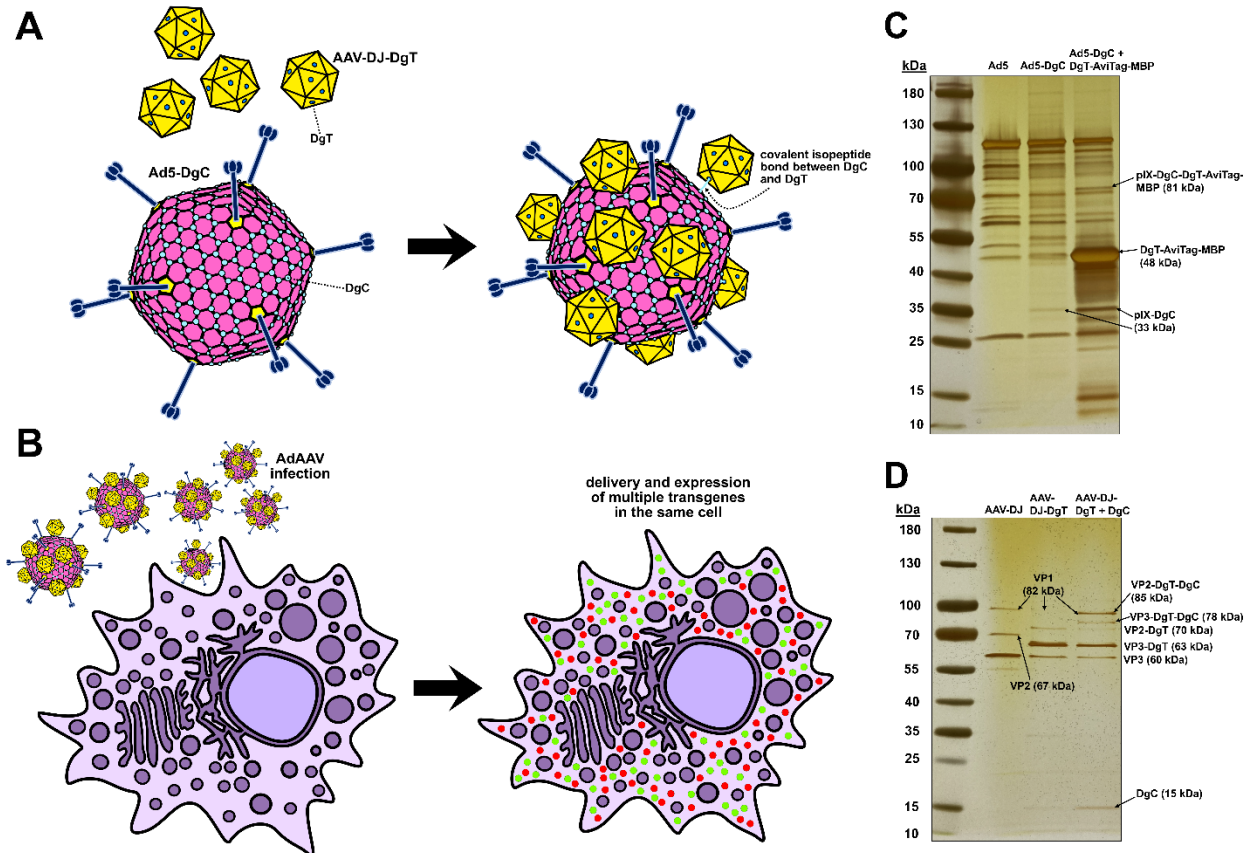 A
AAV-DJ-DgT
DgT
Ad5-DgC
DgC
covalent isopeptide
bond between DgC
and DgT
B
AdAAV
infection
delivery and expression
of multiple transgenes
in the same cell
C
kDa
Ad5
Ad5-DgC
Ad5-DgC +
DgT-AviTag-MBP
180
130
100
70
55
40
35
25
15
10
pIX-DgC-DgT-AviTag-
MBP (81 kDa)
DgT-AviTag-MBP
(48 kDa)
pIX-DgC
(33 kDa)
D
kDa
AAV-DJ
AAV-
DJ-DgT
AAV-DJ-
DgT + DgC
180
130
100
70
55
40
35
25
15
10
VP1
(82 kDa)
VP2 (67 kDa)
VP2-DgT-DgC
(85 kDa)
VP3-DgT-DgC (78 kDa)
VP2-DgT (70 kDa)
VP3-DgT (63 kDa)
VP3 (60 kDa)
DgC (15 kDa)